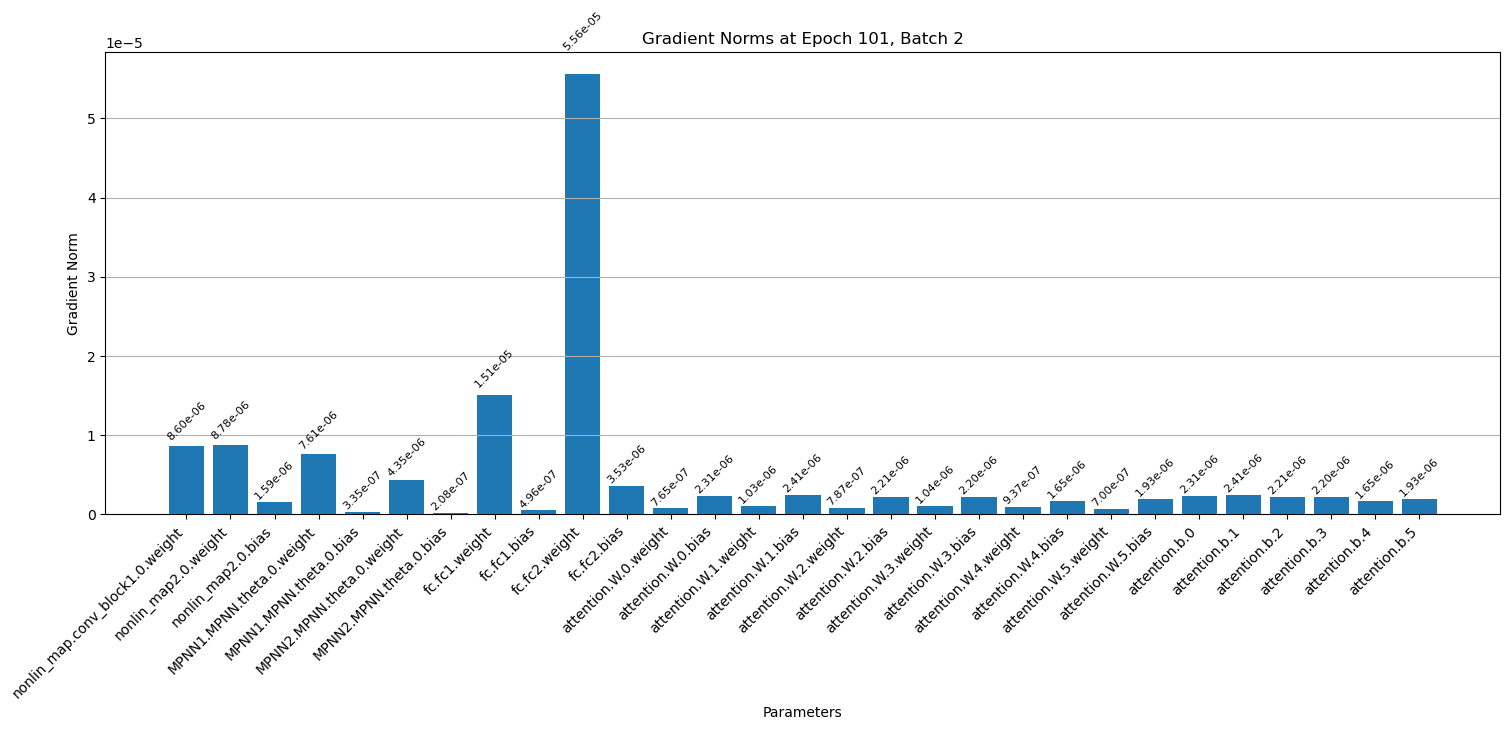 Gradient Norms at Epoch 101, Batch 2
1e−5
5
4
3
2
1
0
Gradient Norm
8.60e-06
8.78e-06
1.59e-06
7.61e-06
3.35e-07
4.35e-06
2.08e-07
1.51e-05
4.96e-07
5.56e-05
3.53e-06
7.65e-07
2.31e-06
1.03e-06
2.41e-06
7.87e-07
2.21e-06
1.04e-06
2.20e-06
9.37e-07
1.65e-06
7.00e-07
1.93e-06
2.31e-06
2.41e-06
2.21e-06
2.20e-06
1.65e-06
1.93e-06
nonlin_map.conv_block1.0.weight
nonlin_map2.0.weight
nonlin_map2.0.bias
MPNN1.MPNN.theta.0.weight
MPNN1.MPNN.theta.0.bias
MPNN2.MPNN.theta.0.weight
MPNN2.MPNN.theta.0.bias
fc.fc1.weight
fc.fc1.bias
fc.fc2.weight
fc.fc2.bias
attention.W.0.weight
attention.W.0.bias
attention.W.1.weight
attention.W.1.bias
attention.W.2.weight
attention.W.2.bias
attention.W.3.weight
attention.W.3.bias
attention.W.4.weight
attention.W.4.bias
attention.W.5.weight
attention.W.5.bias
attention.b.0
attention.b.1
attention.b.2
attention.b.3
attention.b.4
attention.b.5
Parameters